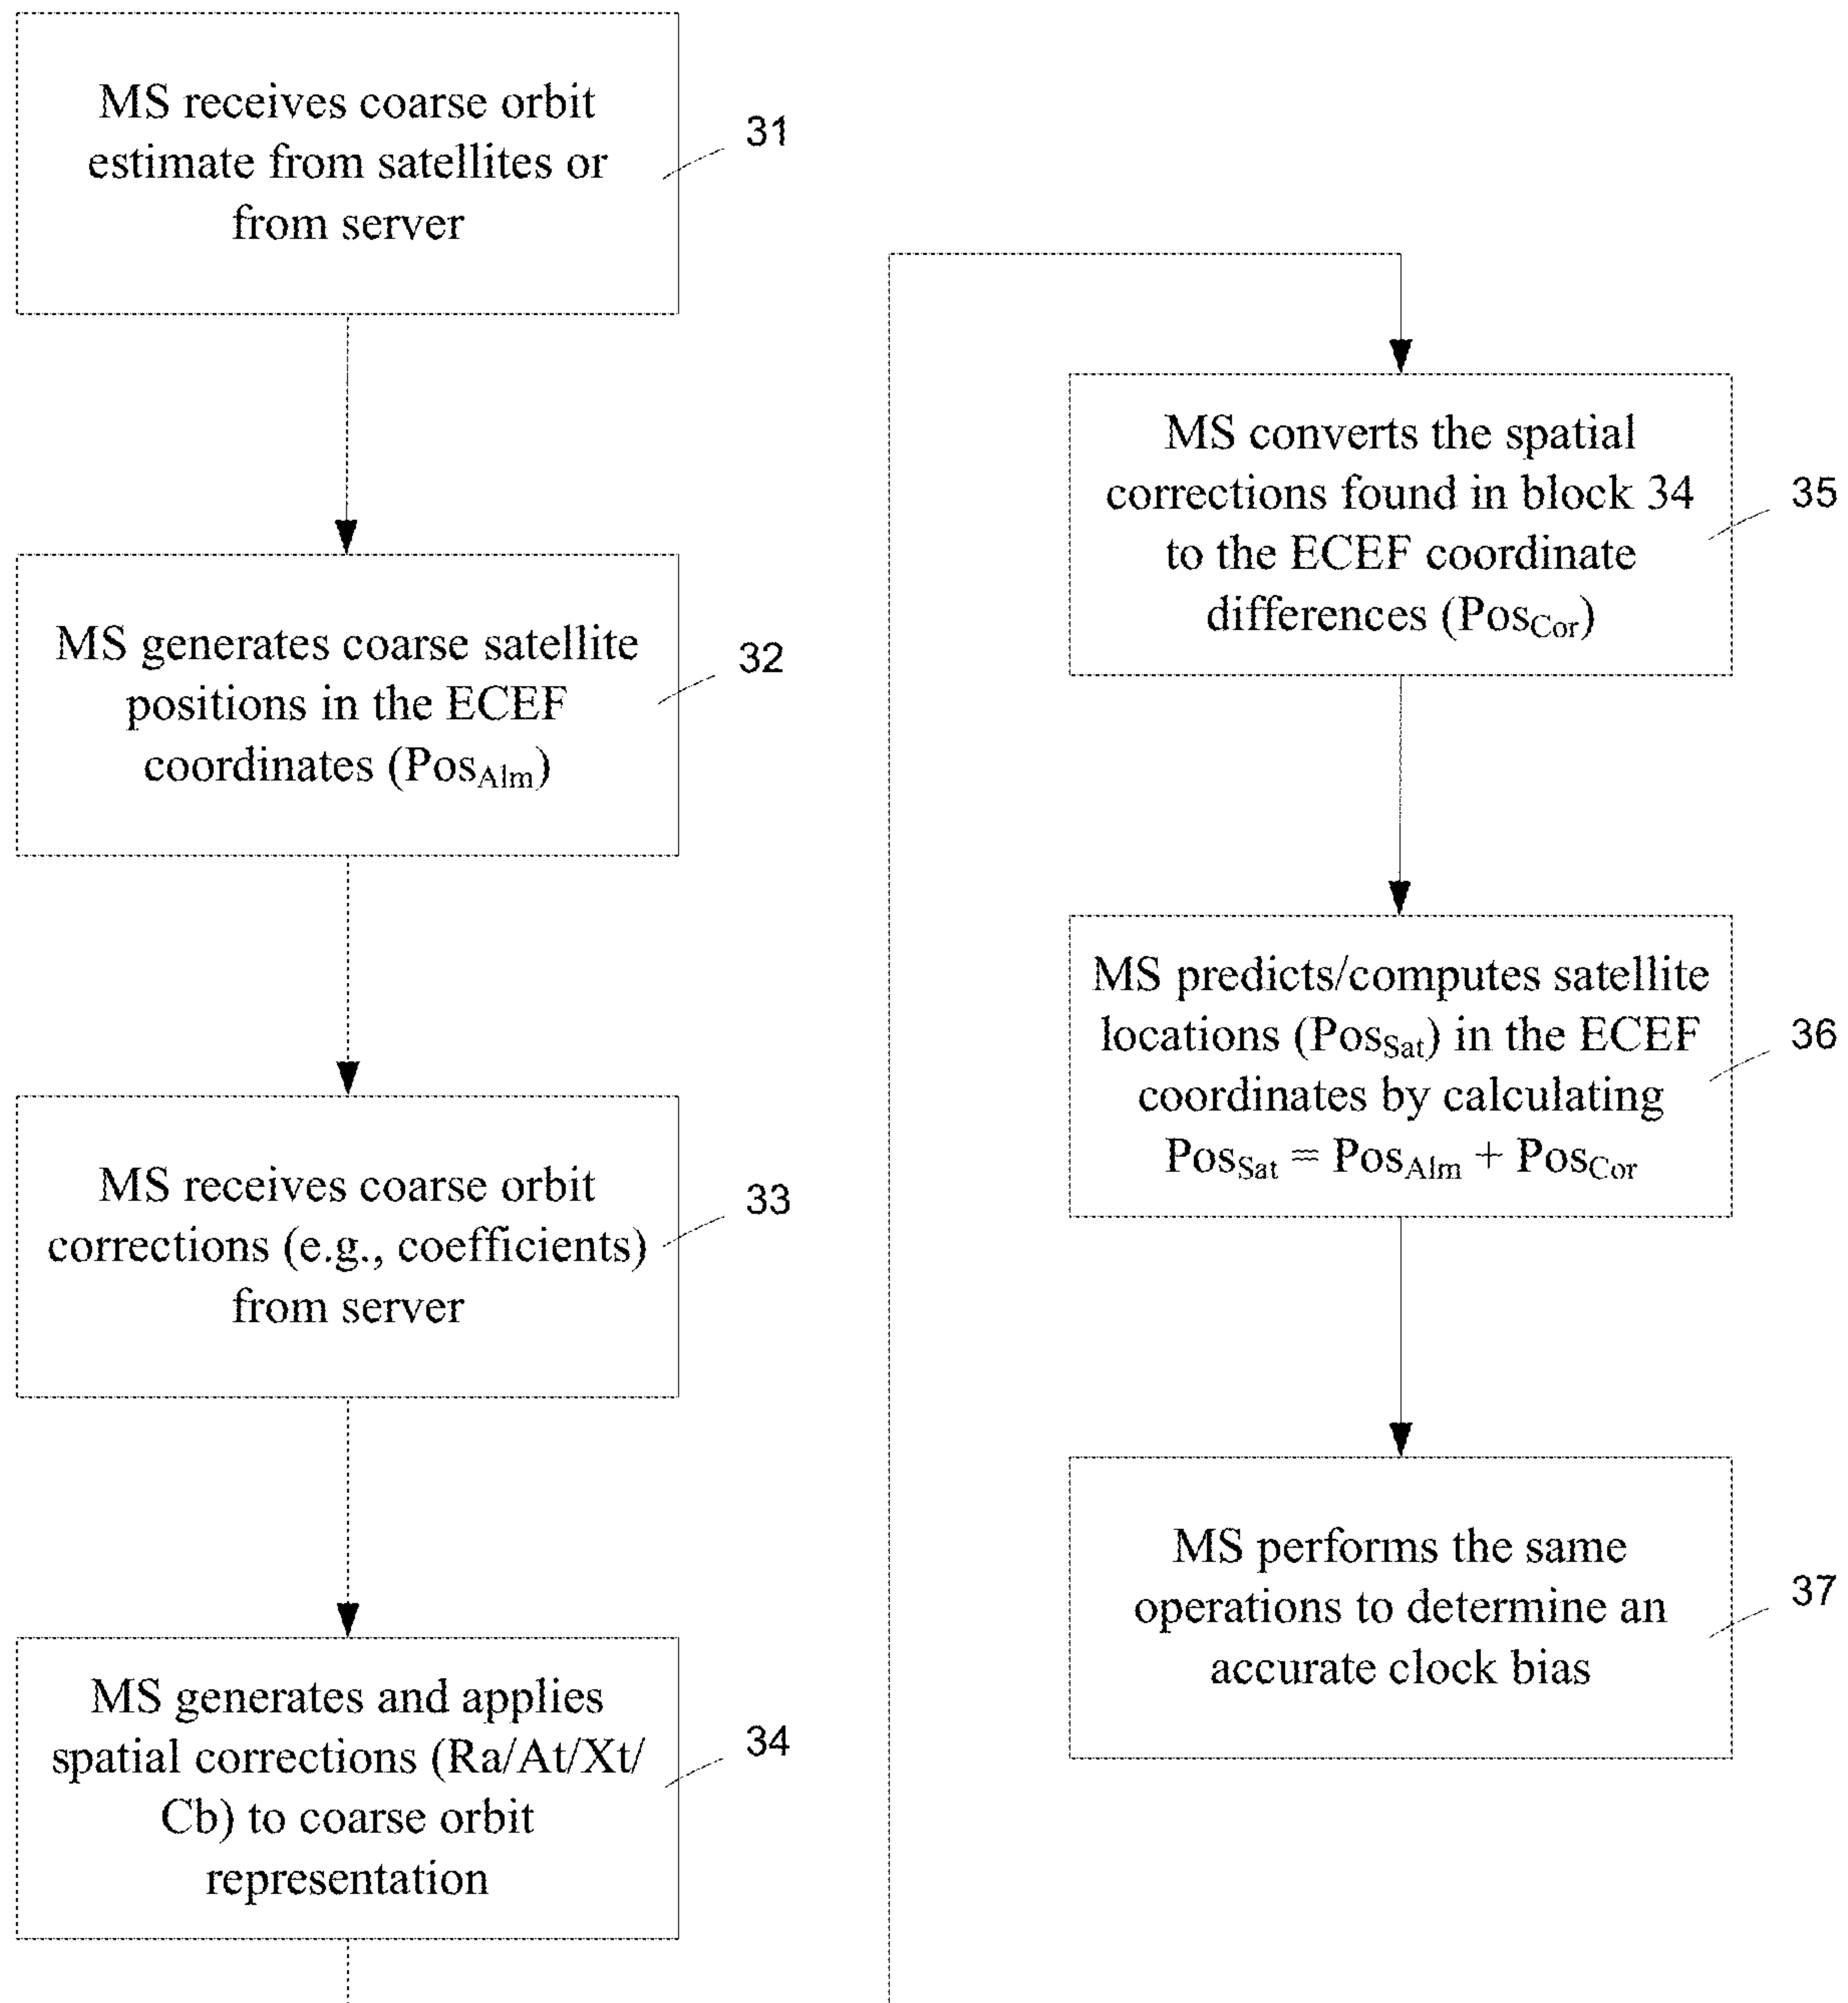 MS receives coarse orbit
estimate from satellites or
from server
31
MS generates coarse satellite
positions in the ECEF
coordinates (PosAlm)
32
MS receives coarse orbit
corrections (e.g., coefficients)
from server
33
MS generates and applies
spatial corrections (Ra/At/Xt/
Cb) to coarse orbit
representation
34
MS converts the spatial
corrections found in block 34
to the ECEF coordinate
differences (PosCor)
35
MS predicts/computes satellite
locations (PosSat) in the ECEF
coordinates by calculating
PosSat = PosAlm + PosCor
36
MS performs the same
operations to determine an
accurate clock bias
37